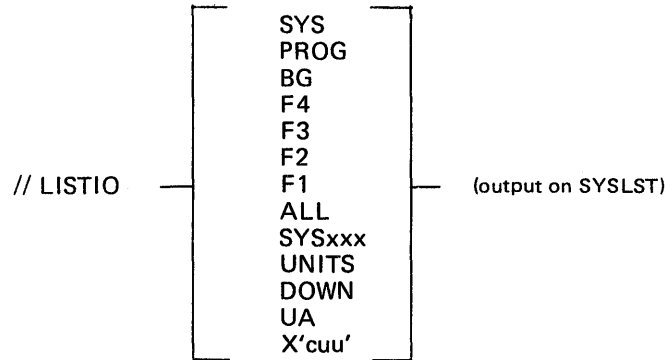 SYS
PROG
BG
F4
F3
F2
// LISTIO F1 (output on SYSLST)
ALL
SYSxxx
UNITS
DOWN
UA
X‘cuu’